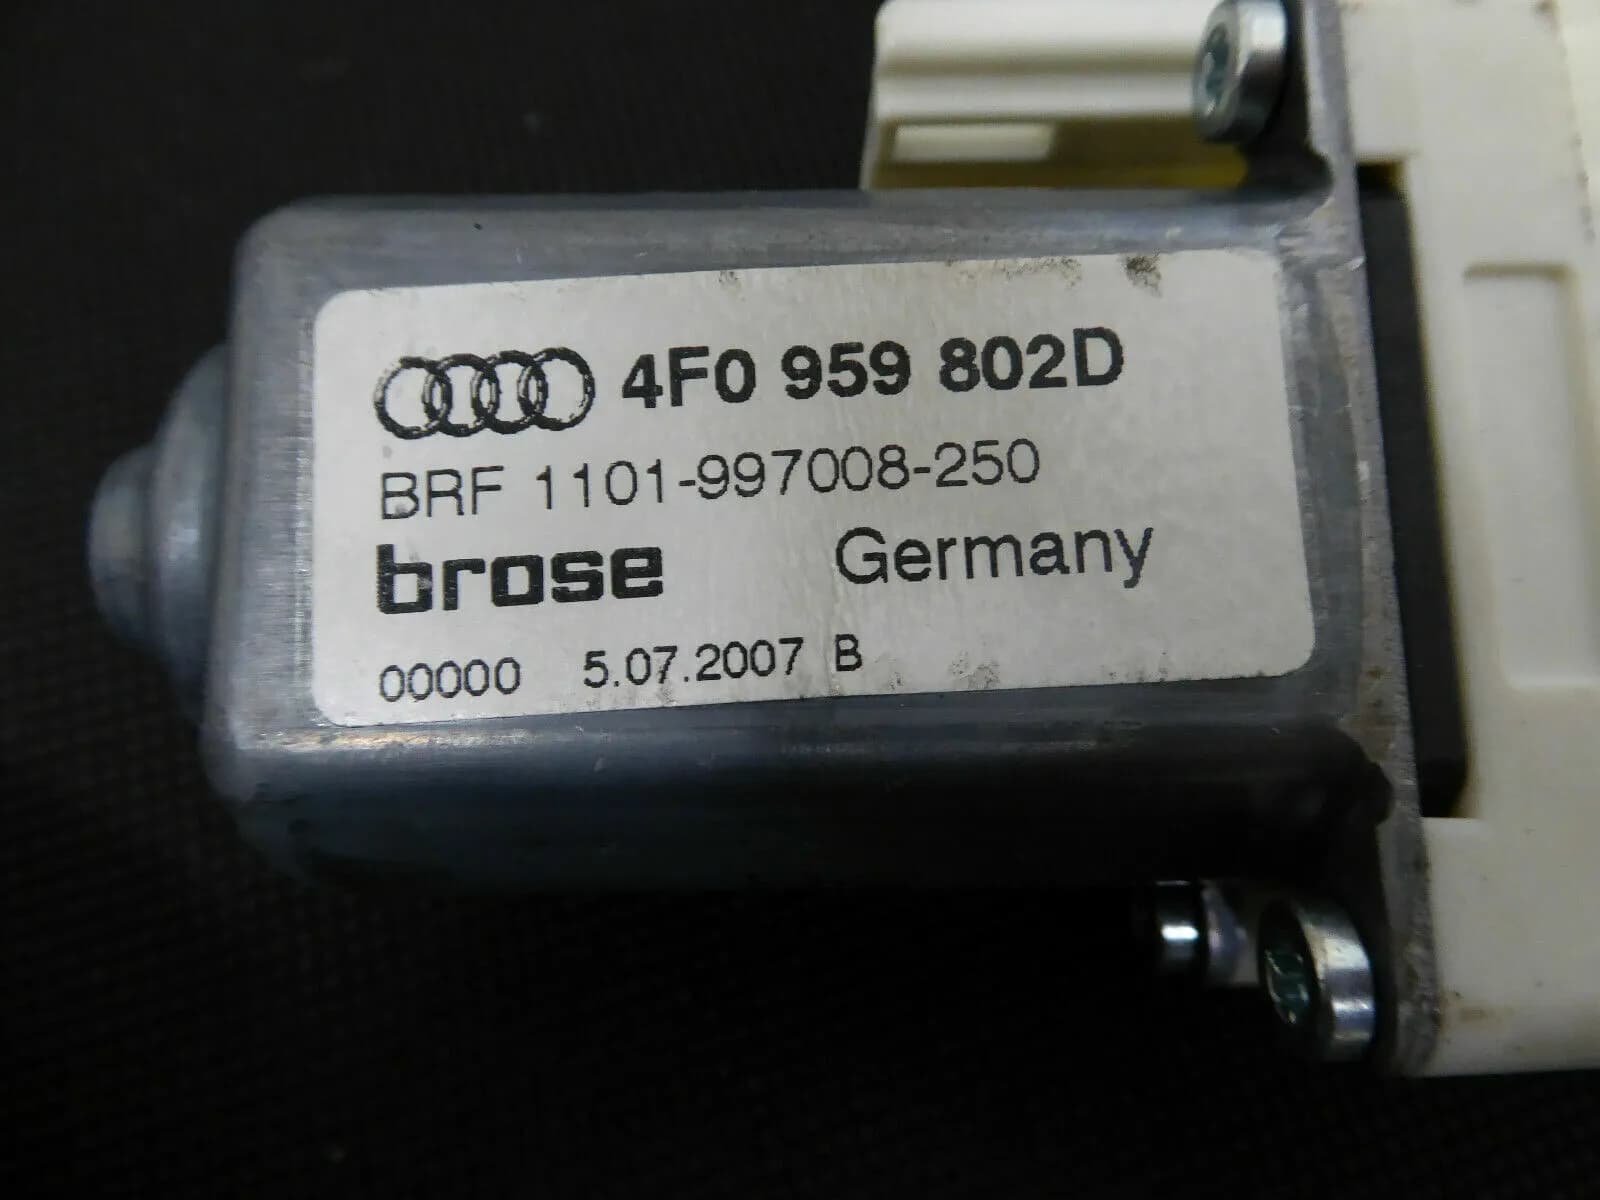 4F0 959 802D
BRF 1101-997008-250
brose Germany
00000 5.07.2007 B